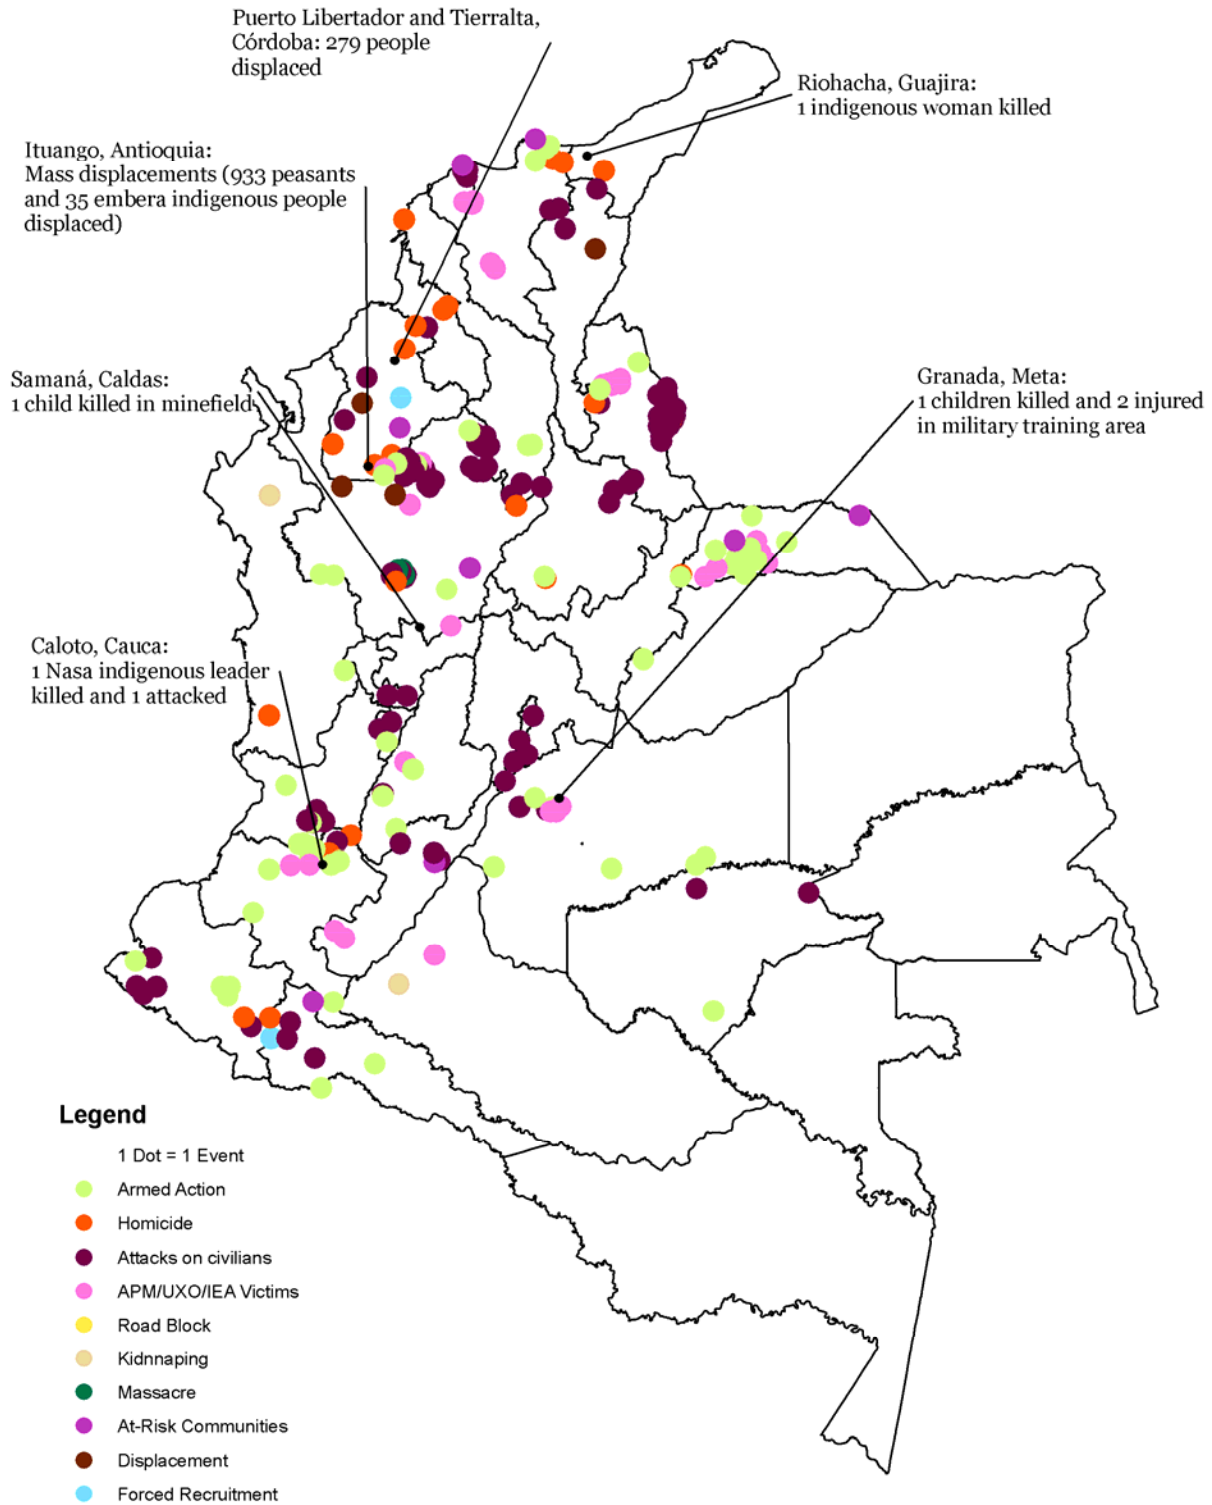 Puerto Libertador and Tierralta,
Córdoba: 279 people
displaced
Riohacha, Guajira:
1 indigenous woman killed
Ituango, Antioquia:
Mass displacements (933 peasants
and 35 embera indigenous people
displaced)
Samaná, Caldas:
1 child killed in minefield
Granada, Meta:
1 children killed and 2 injured
in military training area
Caloto, Cauca:
1 Nasa indigenous leader
killed and 1 attacked
Legend
1 Dot = 1 Event
Armed Action
Homicide
Attacks on civilians
APM/UXO/IEA Victims
Road Block
Kidnnaping
Massacre
At-Risk Communities
Displacement
Forced Recruitment